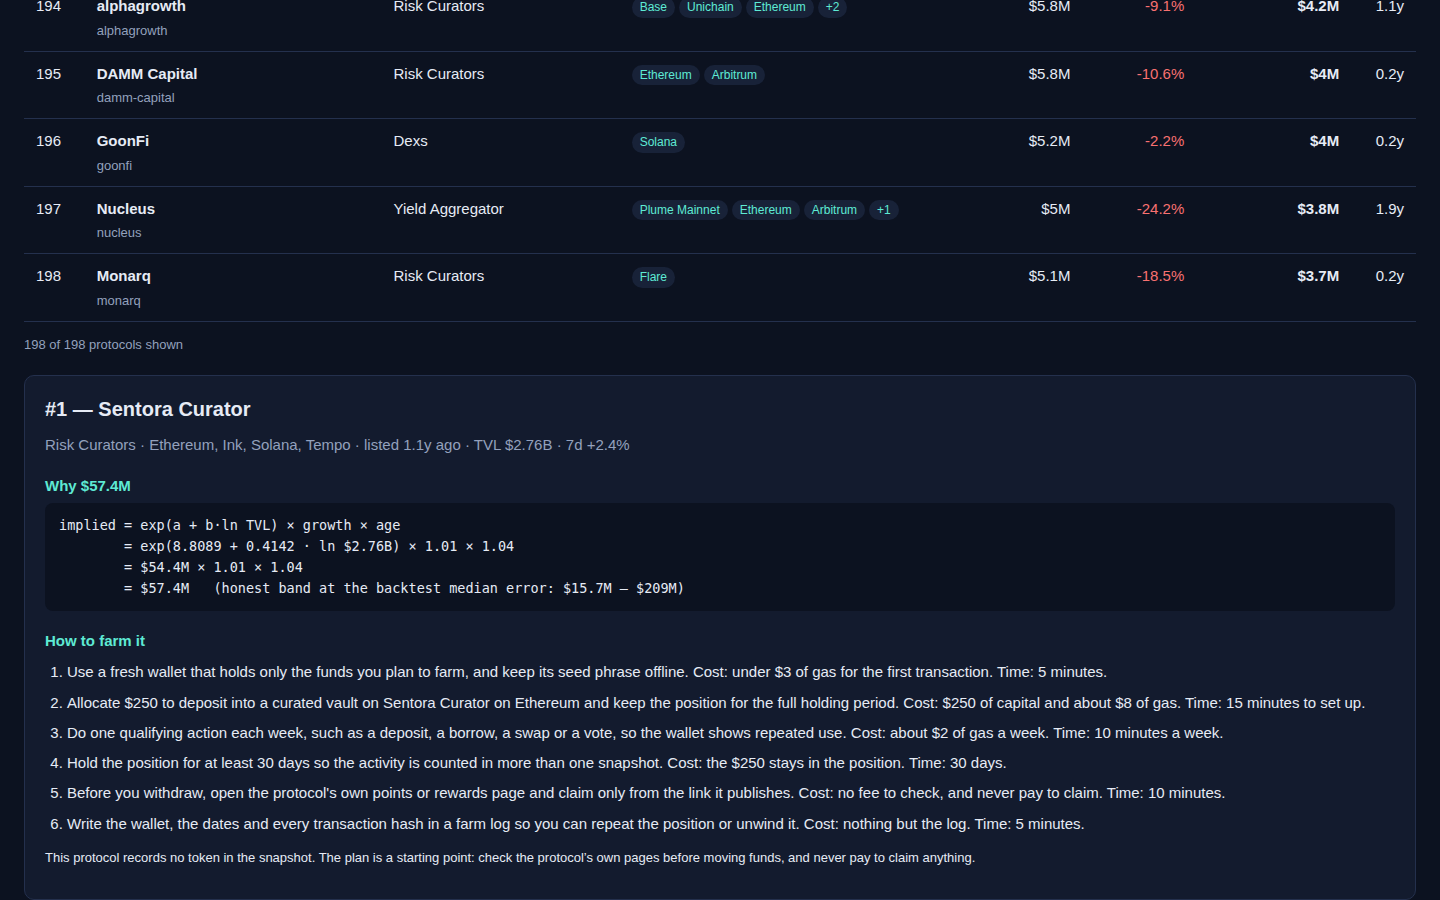 194 alphagrowth Risk Curators Base Unichain Ethereum +2 $5.8M -9.1% $4.2M 1.1y
alphagrowth
195 DAMM Capital Risk Curators Ethereum Arbitrum $5.8M -10.6% $4M 0.2y
damm-capital
196 GoonFi Dexs Solana $5.2M -2.2% $4M 0.2y
goonfi
197 Nucleus Yield Aggregator Plume Mainnet Ethereum Arbitrum +1 $5M -24.2% $3.8M 1.9y
nucleus
198 Monarq Risk Curators Flare $5.1M -18.5% $3.7M 0.2y
monarq
198 of 198 protocols shown
#1 — Sentora Curator
Risk Curators · Ethereum, Ink, Solana, Tempo · listed 1.1y ago · TVL $2.76B · 7d +2.4%
Why $57.4M
implied = exp(a + b·ln TVL) × growth × age
= exp(8.8089 + 0.4142 · ln $2.76B) × 1.01 × 1.04
= $54.4M × 1.01 × 1.04
= $57.4M (honest band at the backtest median error: $15.7M — $209M)
How to farm it
1. Use a fresh wallet that holds only the funds you plan to farm, and keep its seed phrase offline. Cost: under $3 of gas for the first transaction. Time: 5 minutes.
2. Allocate $250 to deposit into a curated vault on Sentora Curator on Ethereum and keep the position for the full holding period. Cost: $250 of capital and about $8 of gas. Time: 15 minutes to set up.
3. Do one qualifying action each week, such as a deposit, a borrow, a swap or a vote, so the wallet shows repeated use. Cost: about $2 of gas a week. Time: 10 minutes a week.
4. Hold the position for at least 30 days so the activity is counted in more than one snapshot. Cost: the $250 stays in the position. Time: 30 days.
5. Before you withdraw, open the protocol's own points or rewards page and claim only from the link it publishes. Cost: no fee to check, and never pay to claim. Time: 10 minutes.
6. Write the wallet, the dates and every transaction hash in a farm log so you can repeat the position or unwind it. Cost: nothing but the log. Time: 5 minutes.
This protocol records no token in the snapshot. The plan is a starting point: check the protocol's own pages before moving funds, and never pay to claim anything.